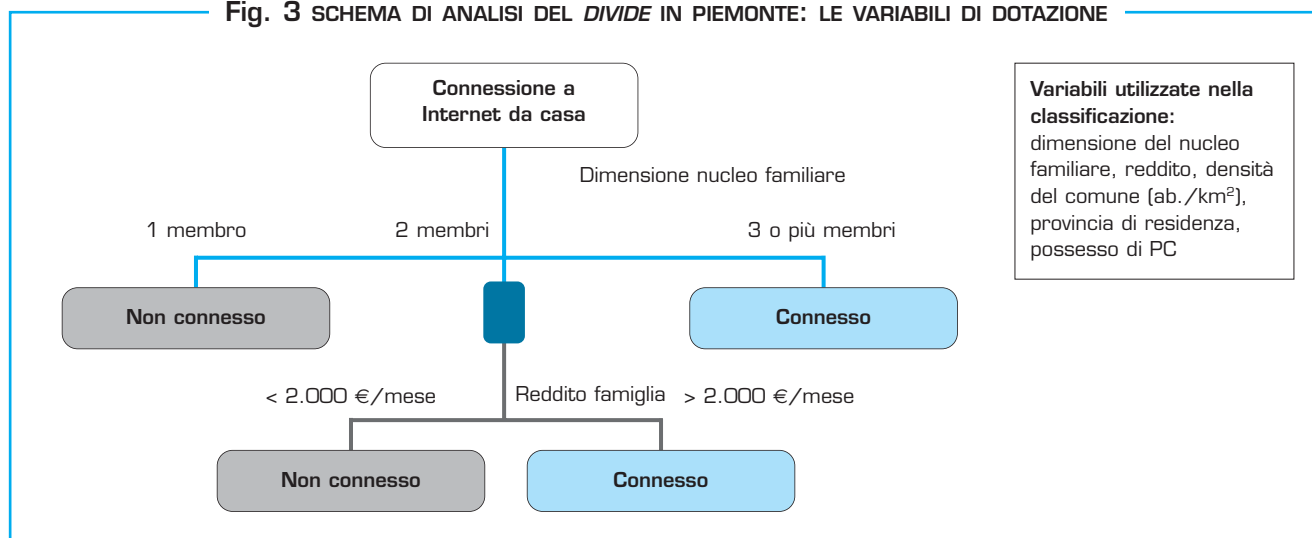 Fig. 3 SCHEMA DI ANALISI DEL DIVIDE IN PIEMONTE: LE VARIABILI DI DOTAZIONE
Connessione a
Internet da casa
Variabili utilizzate nella
classificazione:
dimensione del nucleo
familiare, reddito, densità
del comune (ab./km²),
provincia di residenza,
possesso di PC
Dimensione nucleo familiare
1 membro
2 membri
3 o più membri
Non connesso
Connesso
< 2.000 €/mese
Reddito famiglia
> 2.000 €/mese
Non connesso
Connesso